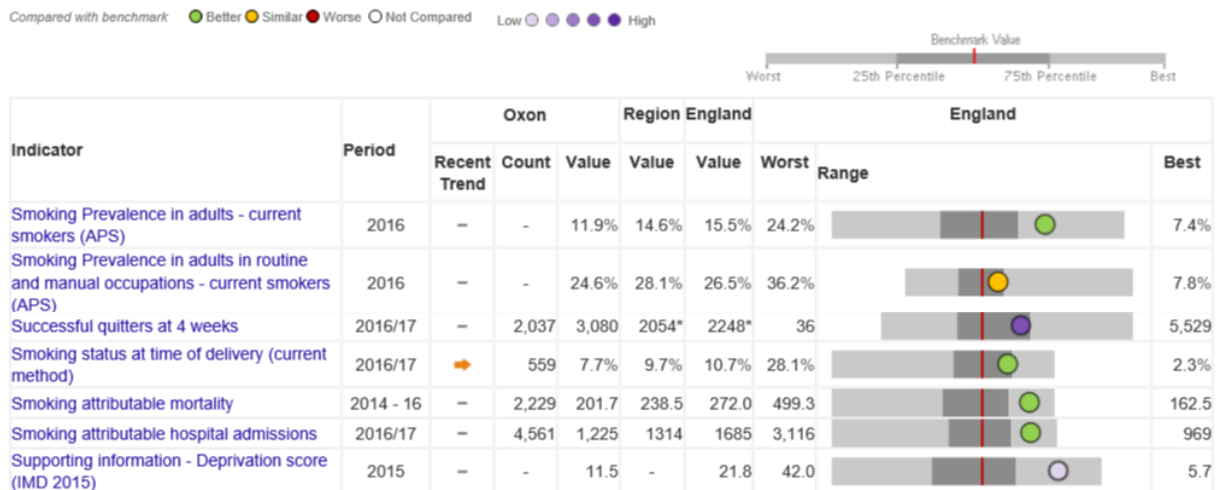 Compared with benchmark Better Similar Worse Not Compared Low High
Benchmark Value
Worst 25th Percentile 75th Percentile Best
Oxon Region England England
Indicator Period Recent Trend Count Value Value Value Worst Range Best
Smoking Prevalence in adults - current
smokers (APS) 2016 – - 11.9% 14.6% 15.5% 24.2% 7.4%
Smoking Prevalence in adults in routine
and manual occupations - current smokers
(APS) 2016 – - 24.6% 28.1% 26.5% 36.2% 7.8%
Successful quitters at 4 weeks 2016/17 – 2,037 3,080 2054* 2248* 36 5,529
Smoking status at time of delivery (current
method) 2016/17 559 7.7% 9.7% 10.7% 28.1% 2.3%
Smoking attributable mortality 2014 - 16 – 2,229 201.7 238.5 272.0 499.3 162.5
Smoking attributable hospital admissions 2016/17 – 4,561 1,225 1314 1685 3,116 969
Supporting information - Deprivation score
(IMD 2015) 2015 – - 11.5 - 21.8 42.0 5.7